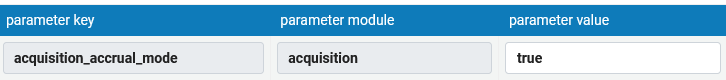 parameter key parameter module parameter value
acquisition_accrual_mode acquisition true